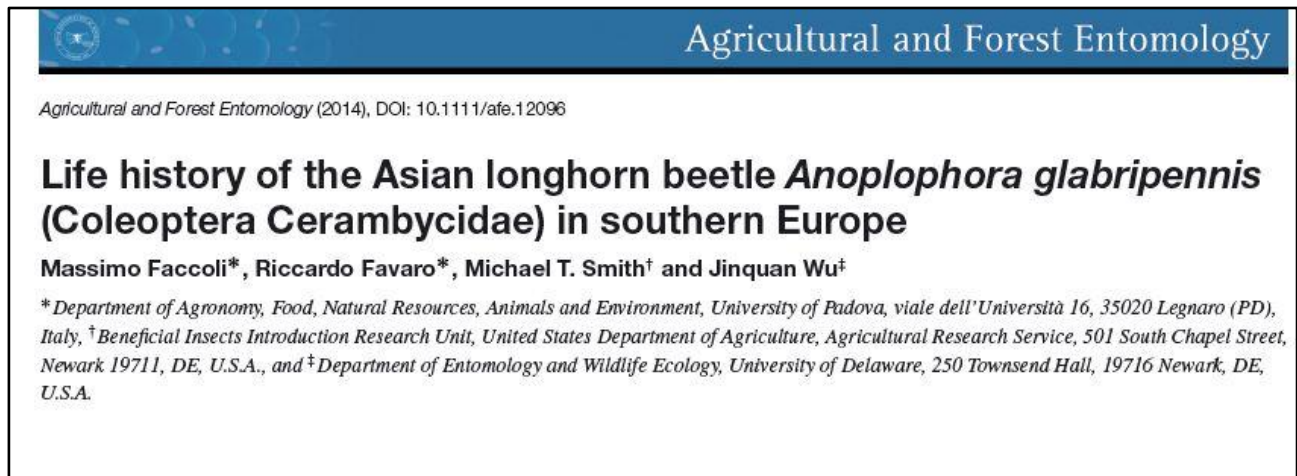 Agricultural and Forest Entomology
Agricultural and Forest Entomology (2014), DOI: 10.1111/afe.12096
Life history of the Asian longhorn beetle Anoplophora glabripennis
(Coleoptera Cerambycidae) in southern Europe
Massimo Faccoli*, Riccardo Favaro*, Michael T. Smith† and Jinquan Wu‡
*Department of Agronomy, Food, Natural Resources, Animals and Environment, University of Padova, viale dell'Università 16, 35020 Legnaro (PD),
Italy, †Beneficial Insects Introduction Research Unit, United States Department of Agriculture, Agricultural Research Service, 501 South Chapel Street,
Newark 19711, DE, U.S.A., and ‡Department of Entomology and Wildlife Ecology, University of Delaware, 250 Townsend Hall, 19716 Newark, DE,
U.S.A.